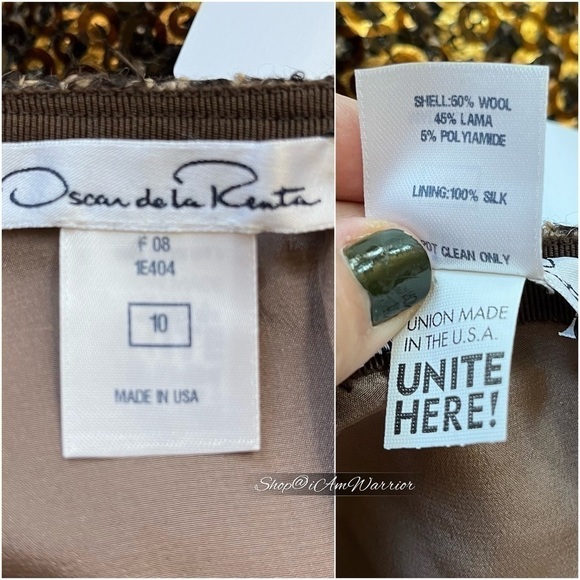 Oscar de la Renta
F 08
1E404
10
MADE IN USA
SHELL:50% WOOL
45% LAMA
5% POLYIAMIDE
LINING:100% SILK
POT CLEAN ONLY
UNION MADE
IN THE U.S.A.
UNITE
HERE!
Shop@iAmWarrior